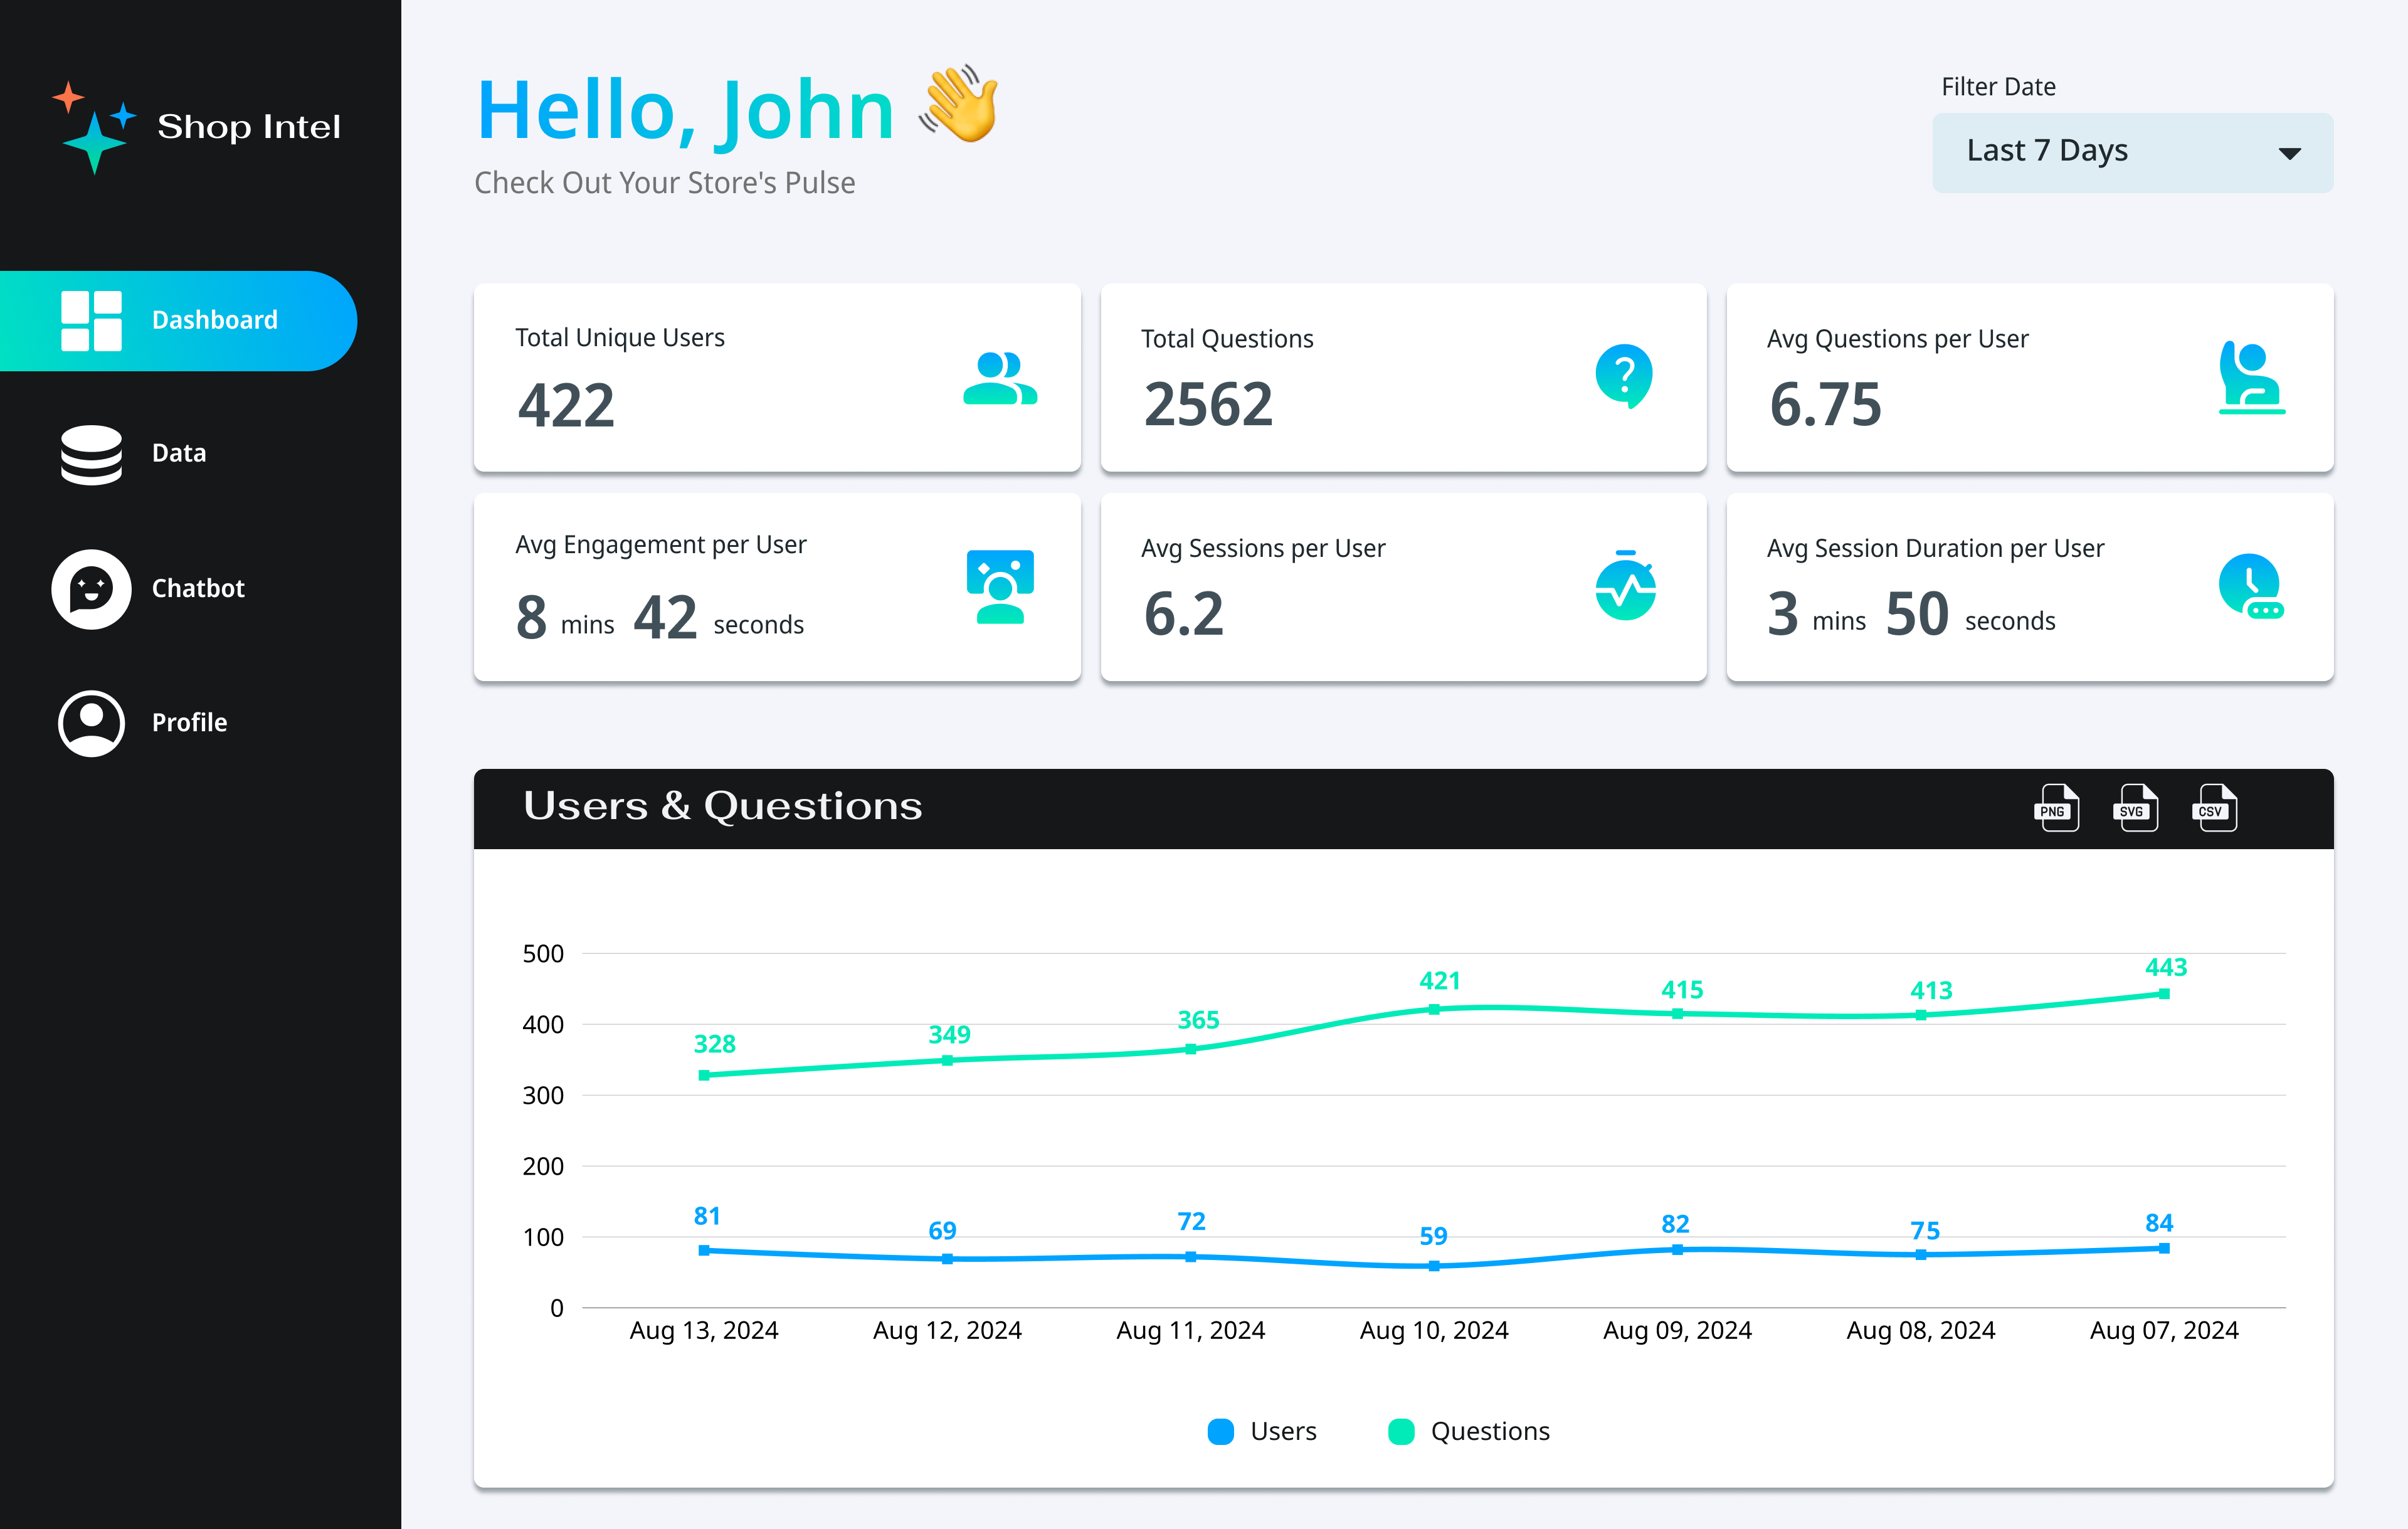 Shop Intel
Dashboard
Data
Chatbot
Profile
Hello, John 👋
Check Out Your Store's Pulse
Filter Date
Last 7 Days
Total Unique Users
422
Total Questions
2562
Avg Questions per User
6.75
Avg Engagement per User
8 mins 42 seconds
Avg Sessions per User
6.2
Avg Session Duration per User
3 mins 50 seconds
Users & Questions
PNG SVG CSV
500
400
300
200
100
0
328 349 365 421 415 413 443
81 69 72 59 82 75 84
Aug 13, 2024 Aug 12, 2024 Aug 11, 2024 Aug 10, 2024 Aug 09, 2024 Aug 08, 2024 Aug 07, 2024
Users Questions